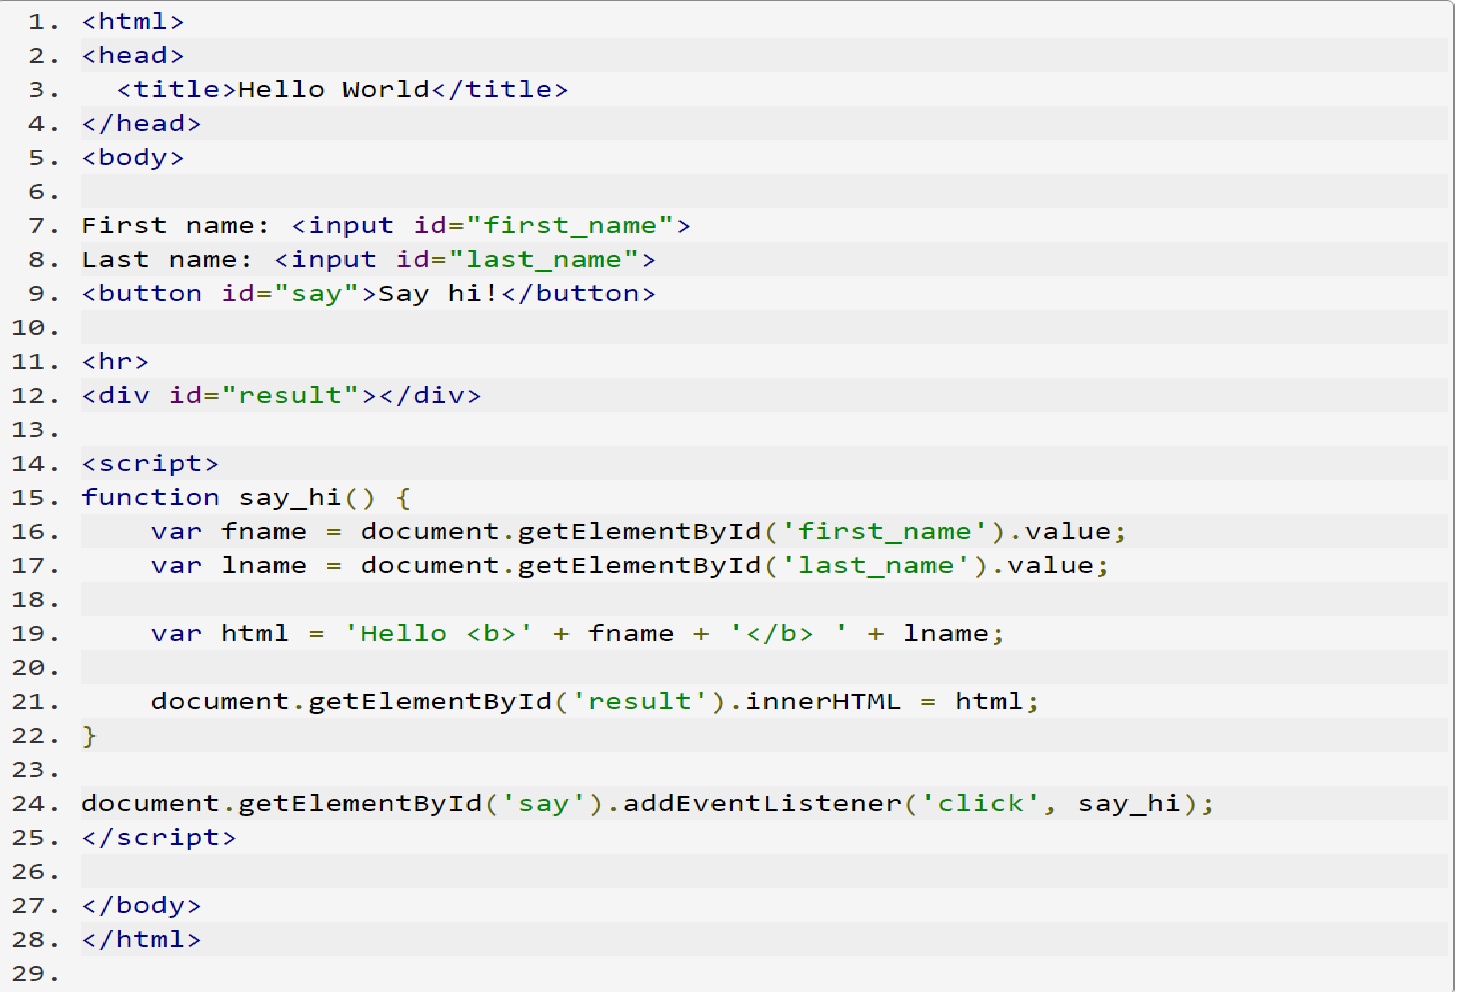 1. <html>
2. <head>
3.   <title>Hello World</title>
4. </head>
5. <body>
6.
7. First name: <input id="first_name">
8. Last name: <input id="last_name">
9. <button id="say">Say hi!</button>
10.
11. <hr>
12. <div id="result"></div>
13.
14. <script>
15. function say_hi() {
16.     var fname = document.getElementById('first_name').value;
17.     var lname = document.getElementById('last_name').value;
18.
19.     var html = 'Hello <b>' + fname + '</b> ' + lname;
20.
21.     document.getElementById('result').innerHTML = html;
22. }
23.
24. document.getElementById('say').addEventListener('click', say_hi);
25. </script>
26.
27. </body>
28. </html>
29.